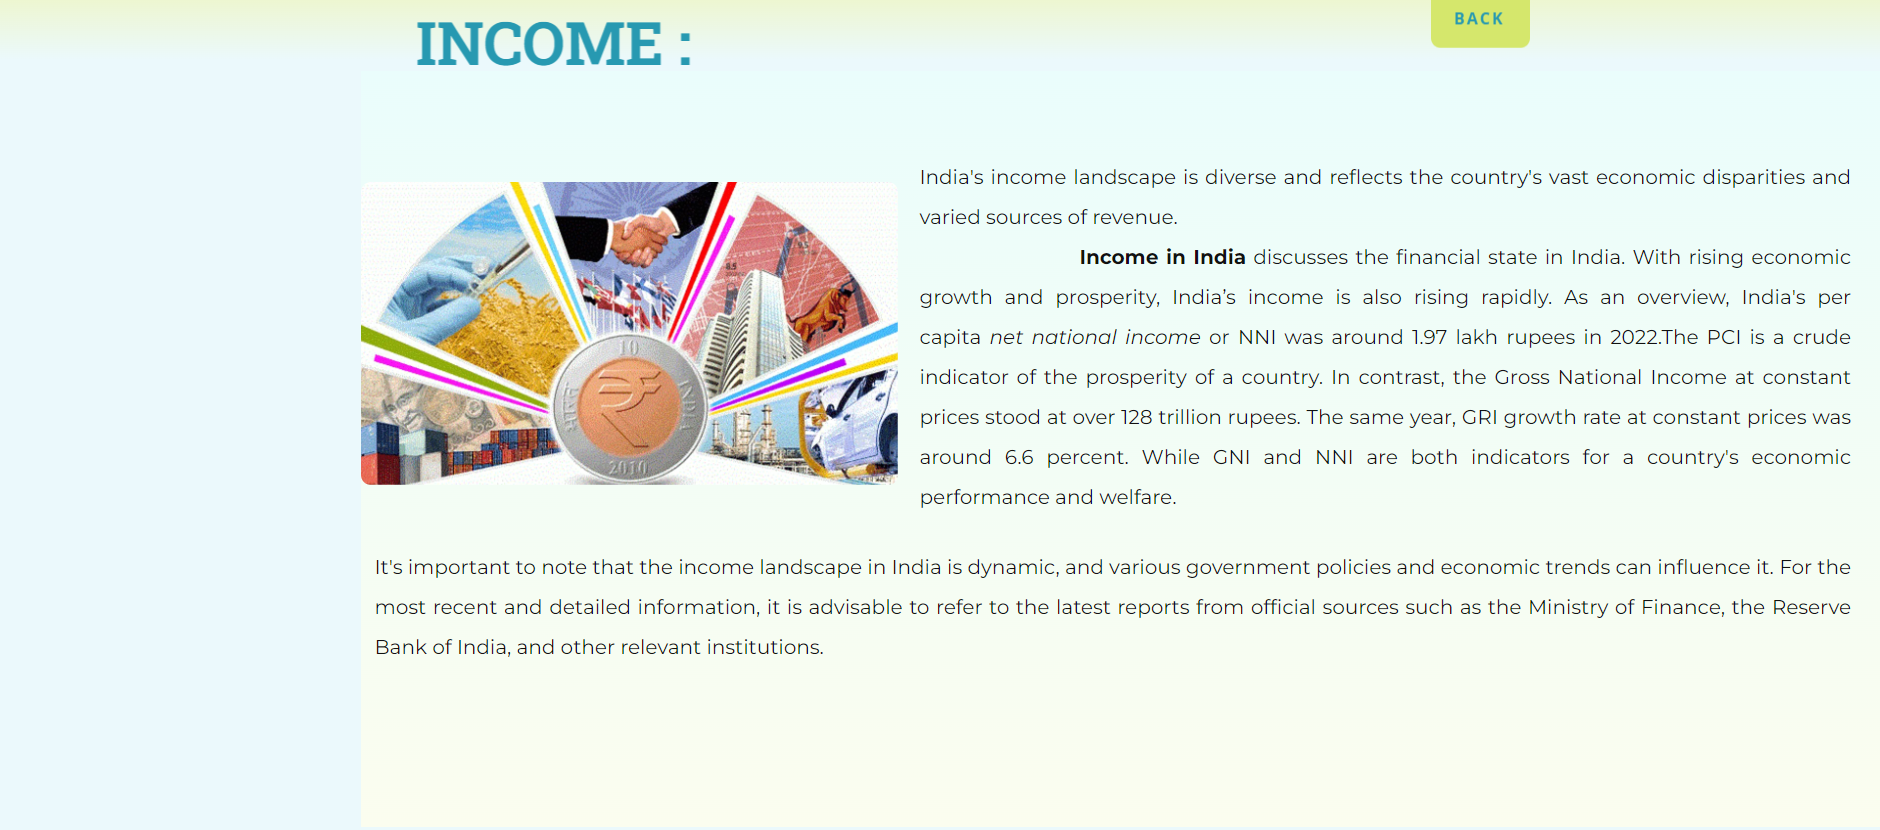 INCOME :
BACK
India's income landscape is diverse and reflects the country's vast economic disparities and
varied sources of revenue.
Income in India discusses the financial state in India. With rising economic
growth and prosperity, India’s income is also rising rapidly. As an overview, India's per
capita net national income or NNI was around 1.97 lakh rupees in 2022.The PCI is a crude
indicator of the prosperity of a country. In contrast, the Gross National Income at constant
prices stood at over 128 trillion rupees. The same year, GRI growth rate at constant prices was
around 6.6 percent. While GNI and NNI are both indicators for a country's economic
performance and welfare.
10
भारत
INDIA
2010
It's important to note that the income landscape in India is dynamic, and various government policies and economic trends can influence it. For the
most recent and detailed information, it is advisable to refer to the latest reports from official sources such as the Ministry of Finance, the Reserve
Bank of India, and other relevant institutions.